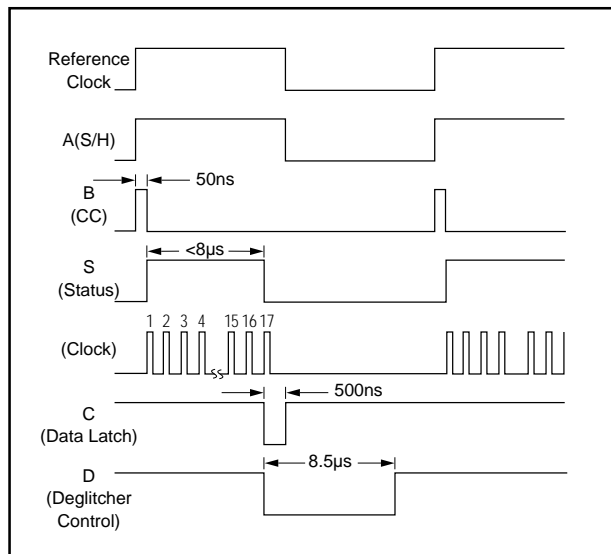 Reference
Clock
A(S/H)
50ns
B
(CC)
<8µs
S
(Status)
1 2 3 4 15 16 17
(Clock)
500ns
C
(Data Latch)
8.5µs
D
(Deglitcher
Control)